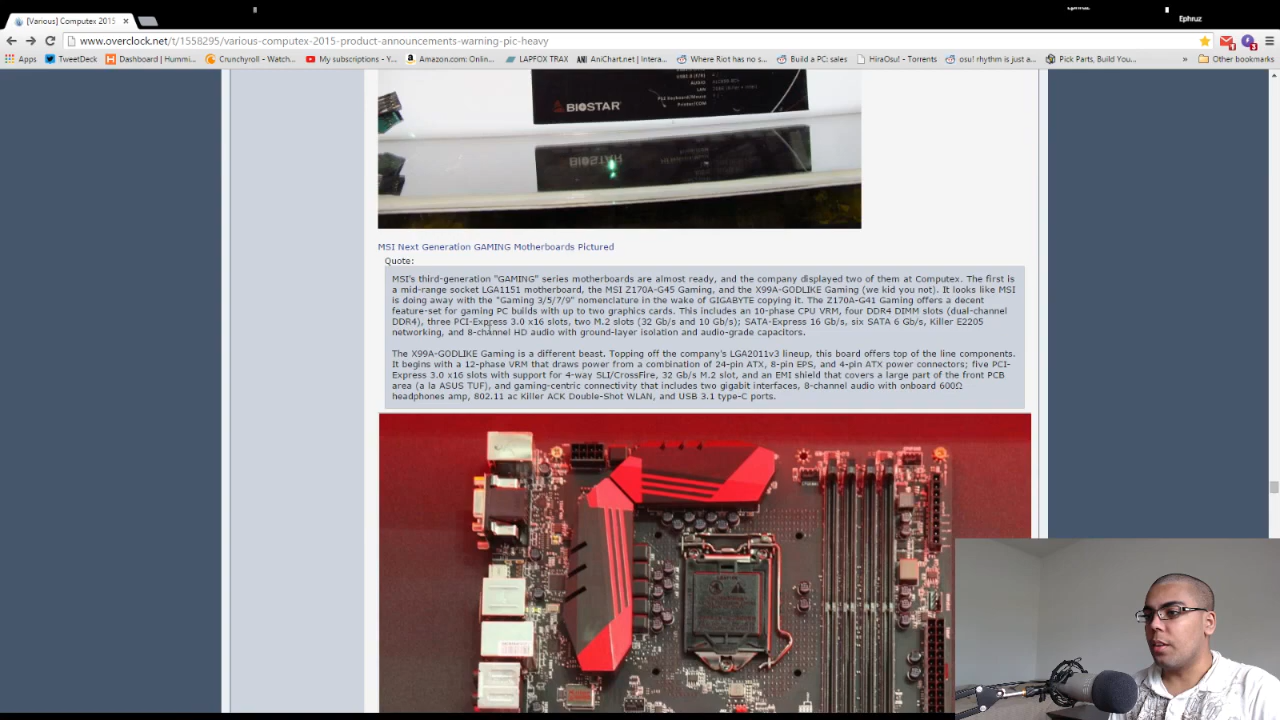 Ephruz
[Various] Computex 2015
www.overclock.net/t/1558295/various-computex-2015-product-announcements-warning-pic-heavy
Apps TweetDeck Dashboard | Hummi... Crunchyroll - Watch... My subscriptions - Y... Amazon.com: Onlin... LAPFOX TRAX AniChart.net | Intera... Where Riot has no s... Build a PC: sales HiraOsu! - Torrents osu! rhythm is just a... Pick Parts, Build You... » Other bookmarks
BIOSTAR
MSI Next Generation GAMING Motherboards Pictured
Quote:
MSI's third-generation "GAMING" series motherboards are almost ready, and the company displayed two of them at Computex. The first is
a mid-range socket LGA1151 motherboard, the MSI Z170A-G45 Gaming, and the X99A-GODLIKE Gaming (we kid you not). It looks like MSI
is doing away with the "Gaming 3/5/7/9" nomenclature in the wake of GIGABYTE copying it. The Z170A-G41 Gaming offers a decent
feature-set for gaming PC builds with up to two graphics cards. This includes an 10-phase CPU VRM, four DDR4 DIMM slots (dual-channel
DDR4), three PCI-Express 3.0 x16 slots, two M.2 slots (32 Gb/s and 10 Gb/s); SATA-Express 16 Gb/s, six SATA 6 Gb/s, Killer E2205
networking, and 8-channel HD audio with ground-layer isolation and audio-grade capacitors.
The X99A-GODLIKE Gaming is a different beast. Topping off the company's LGA2011v3 lineup, this board offers top of the line components.
It begins with a 12-phase VRM that draws power from a combination of 24-pin ATX, 8-pin EPS, and 4-pin ATX power connectors; five PCI-
Express 3.0 x16 slots with support for 4-way SLI/CrossFire, 32 Gb/s M.2 slot, and an EMI shield that covers a large part of the front PCB
area (a la ASUS TUF), and gaming-centric connectivity that includes two gigabit interfaces, 8-channel audio with onboard 600Ω
headphones amp, 802.11 ac Killer ACK Double-Shot WLAN, and USB 3.1 type-C ports.